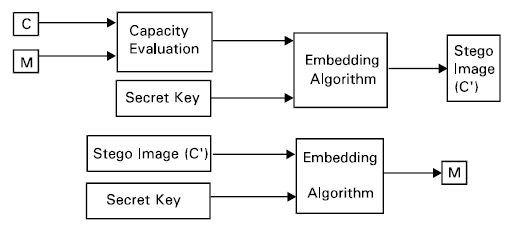 C
M
Capacity
Evaluation
Secret Key
Embedding
Algorithm
Stego
Image
(C')
Stego Image (C')
Secret Key
Embedding
Algorithm
M